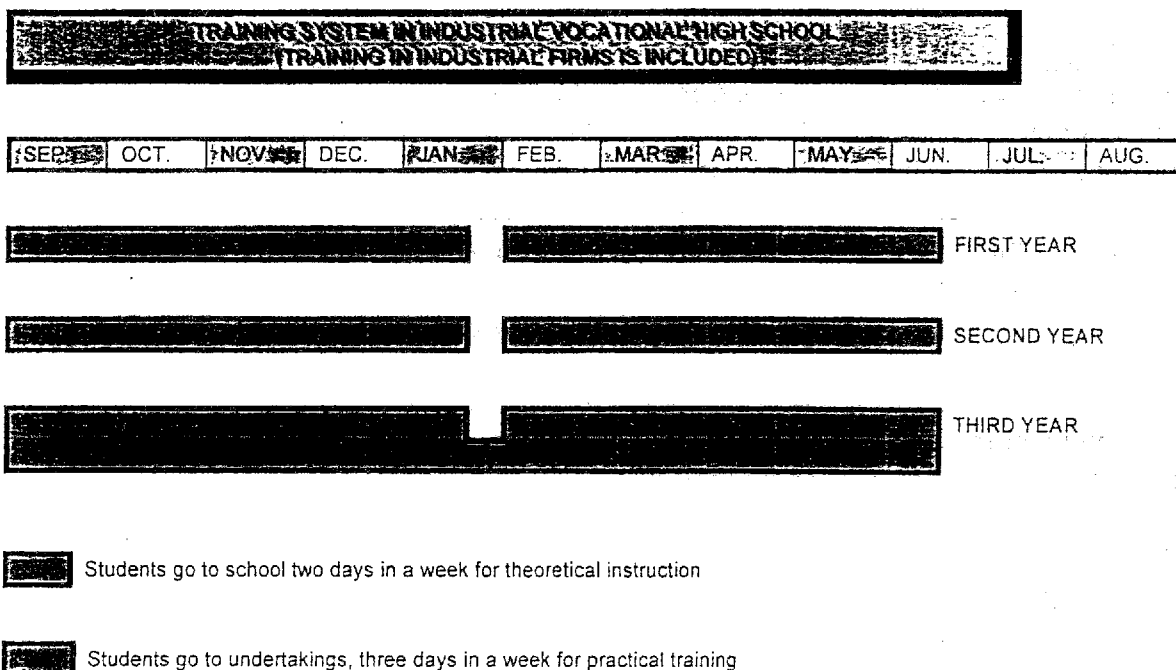 TRAINING SYSTEM IN INDUSTRIAL VOCATIONAL HIGH SCHOOL
(TRAINING IN INDUSTRIAL FIRMS IS INCLUDED)
SEP OCT. NOV DEC. JAN FEB. MAR APR. MAY JUN. JUL AUG.
FIRST YEAR
SECOND YEAR
THIRD YEAR
Students go to school two days in a week for theoretical instruction
Students go to undertakings, three days in a week for practical training